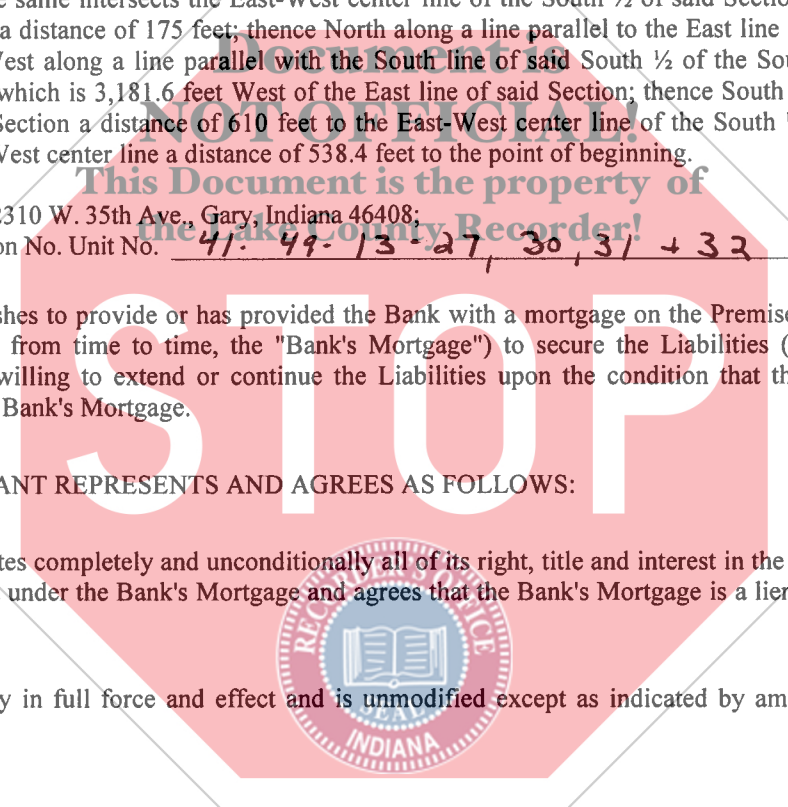 e same intersects the East-West center line of the South ½ of said Section
a distance of 175 feet; thence North along a line parallel to the East line
Vest along a line parallel with the South line of said South ½ of the Sou
which is 3,181.6 feet West of the East line of said Section; thence South
Section a distance of 610 feet to the East-West center line of the South
Vest center line a distance of 538.4 feet to the point of beginning.
Document is
NOT OFFICIAL!
This Document is the property of
the Lake County Recorder!
2310 W. 35th Ave., Gary, Indiana 46408;
on No. Unit No. 41- 49- 13-27, 30, 31 + 32
shes to provide or has provided the Bank with a mortgage on the Premise
from time to time, the "Bank's Mortgage") to secure the Liabilities (
willing to extend or continue the Liabilities upon the condition that th
Bank's Mortgage.
STOP
ANT REPRESENTS AND AGREES AS FOLLOWS:
tes completely and unconditionally all of its right, title and interest in the
under the Bank's Mortgage and agrees that the Bank's Mortgage is a lien
y in full force and effect and is unmodified except as indicated by am
RECORDER'S OFFICE
SEAL
INDIANA